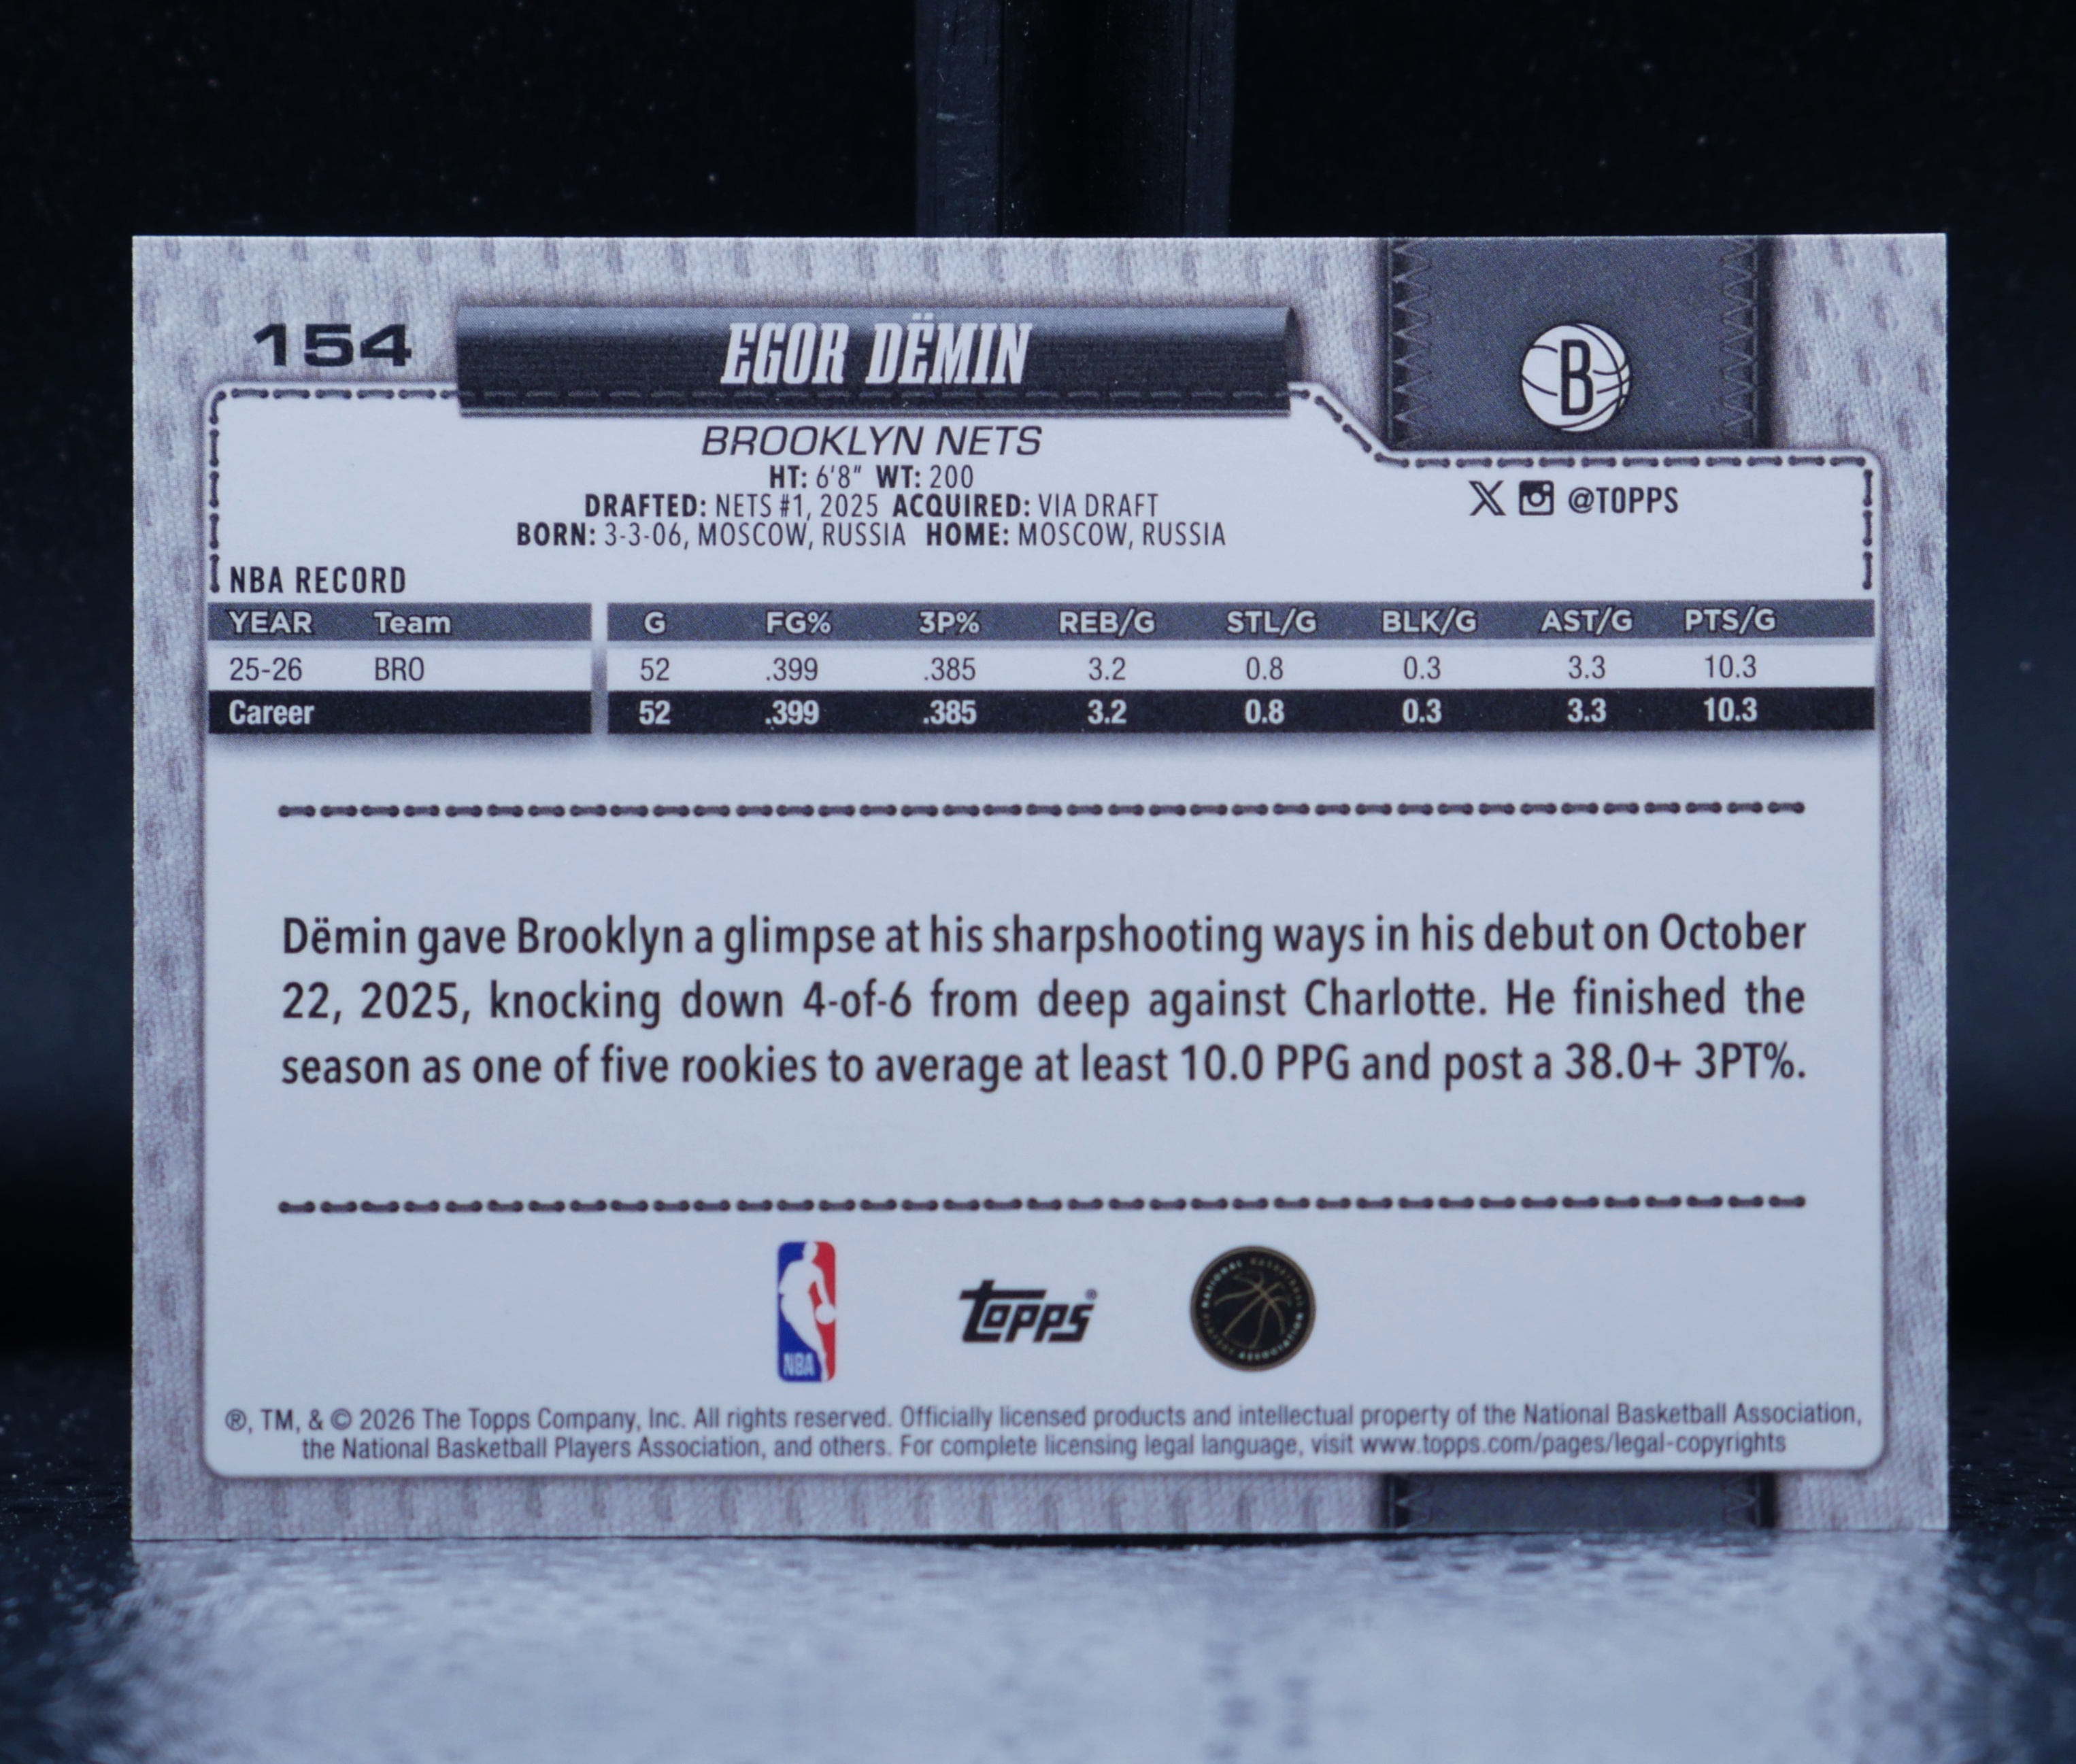 154
EGOR DËMIN
B
BROOKLYN NETS
HT: 6'8" WT: 200
DRAFTED: NETS #1, 2025 ACQUIRED: VIA DRAFT
BORN: 3-3-06, MOSCOW, RUSSIA HOME: MOSCOW, RUSSIA
@TOPPS
NBA RECORD
YEAR Team G FG% 3P% REB/G STL/G BLK/G AST/G PTS/G
25-26 BRO 52 .399 .385 3.2 0.8 0.3 3.3 10.3
Career 52 .399 .385 3.2 0.8 0.3 3.3 10.3
Dëmin gave Brooklyn a glimpse at his sharpshooting ways in his debut on October
22, 2025, knocking down 4-of-6 from deep against Charlotte. He finished the
season as one of five rookies to average at least 10.0 PPG and post a 38.0+ 3PT%.
NBA
topps®
NATIONAL BASKETBALL PLAYERS ASSOCIATION
®, TM, & © 2026 The Topps Company, Inc. All rights reserved. Officially licensed products and intellectual property of the National Basketball Association,
the National Basketball Players Association, and others. For complete licensing legal language, visit www.topps.com/pages/legal-copyrights